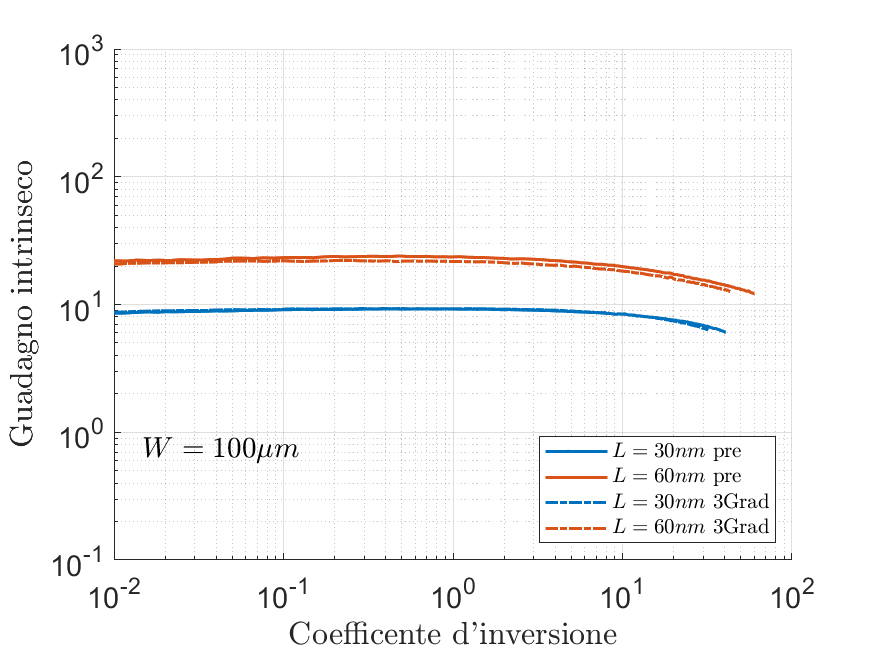 10^3
10^2
10^1
10^0
10^-1
Guadagno intrinseco
W = 100μm
L = 30nm pre
L = 60nm pre
L = 30nm 3Grad
L = 60nm 3Grad
10^-2 10^-1 10^0 10^1 10^2
Coefficente d'inversione